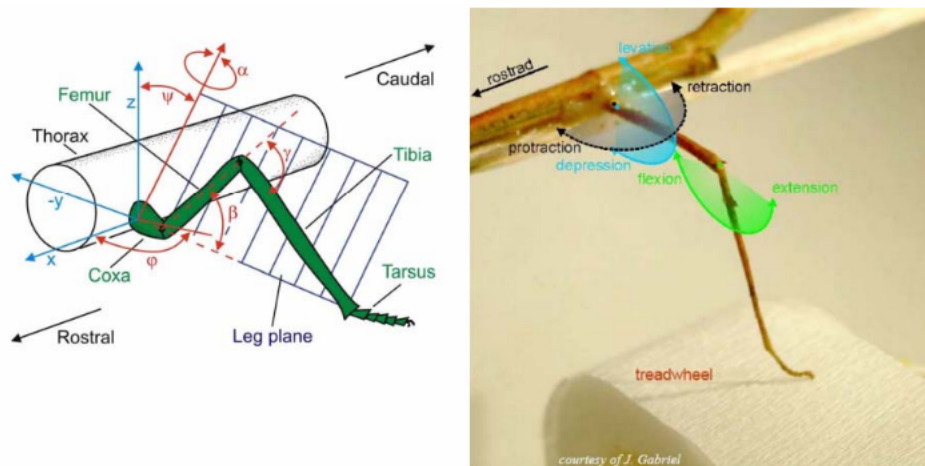 α
Caudal
ψ
Femur
z
Thorax
γ
Tibia
-y
β
x
Coxa
φ
Tarsus
Rostral
Leg plane
levation
rostrad
retraction
protraction
depression
flexion
extension
treadwheel
courtesy of J. Gabriel